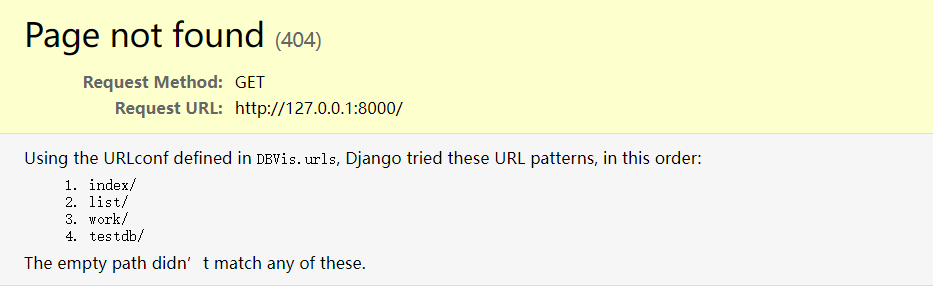 Page not found (404)
Request Method: GET
Request URL: http://127.0.0.1:8000/
Using the URLconf defined in DBVis.urls, Django tried these URL patterns, in this order:
1. index/
2. list/
3. work/
4. testdb/
The empty path didn’t match any of these.